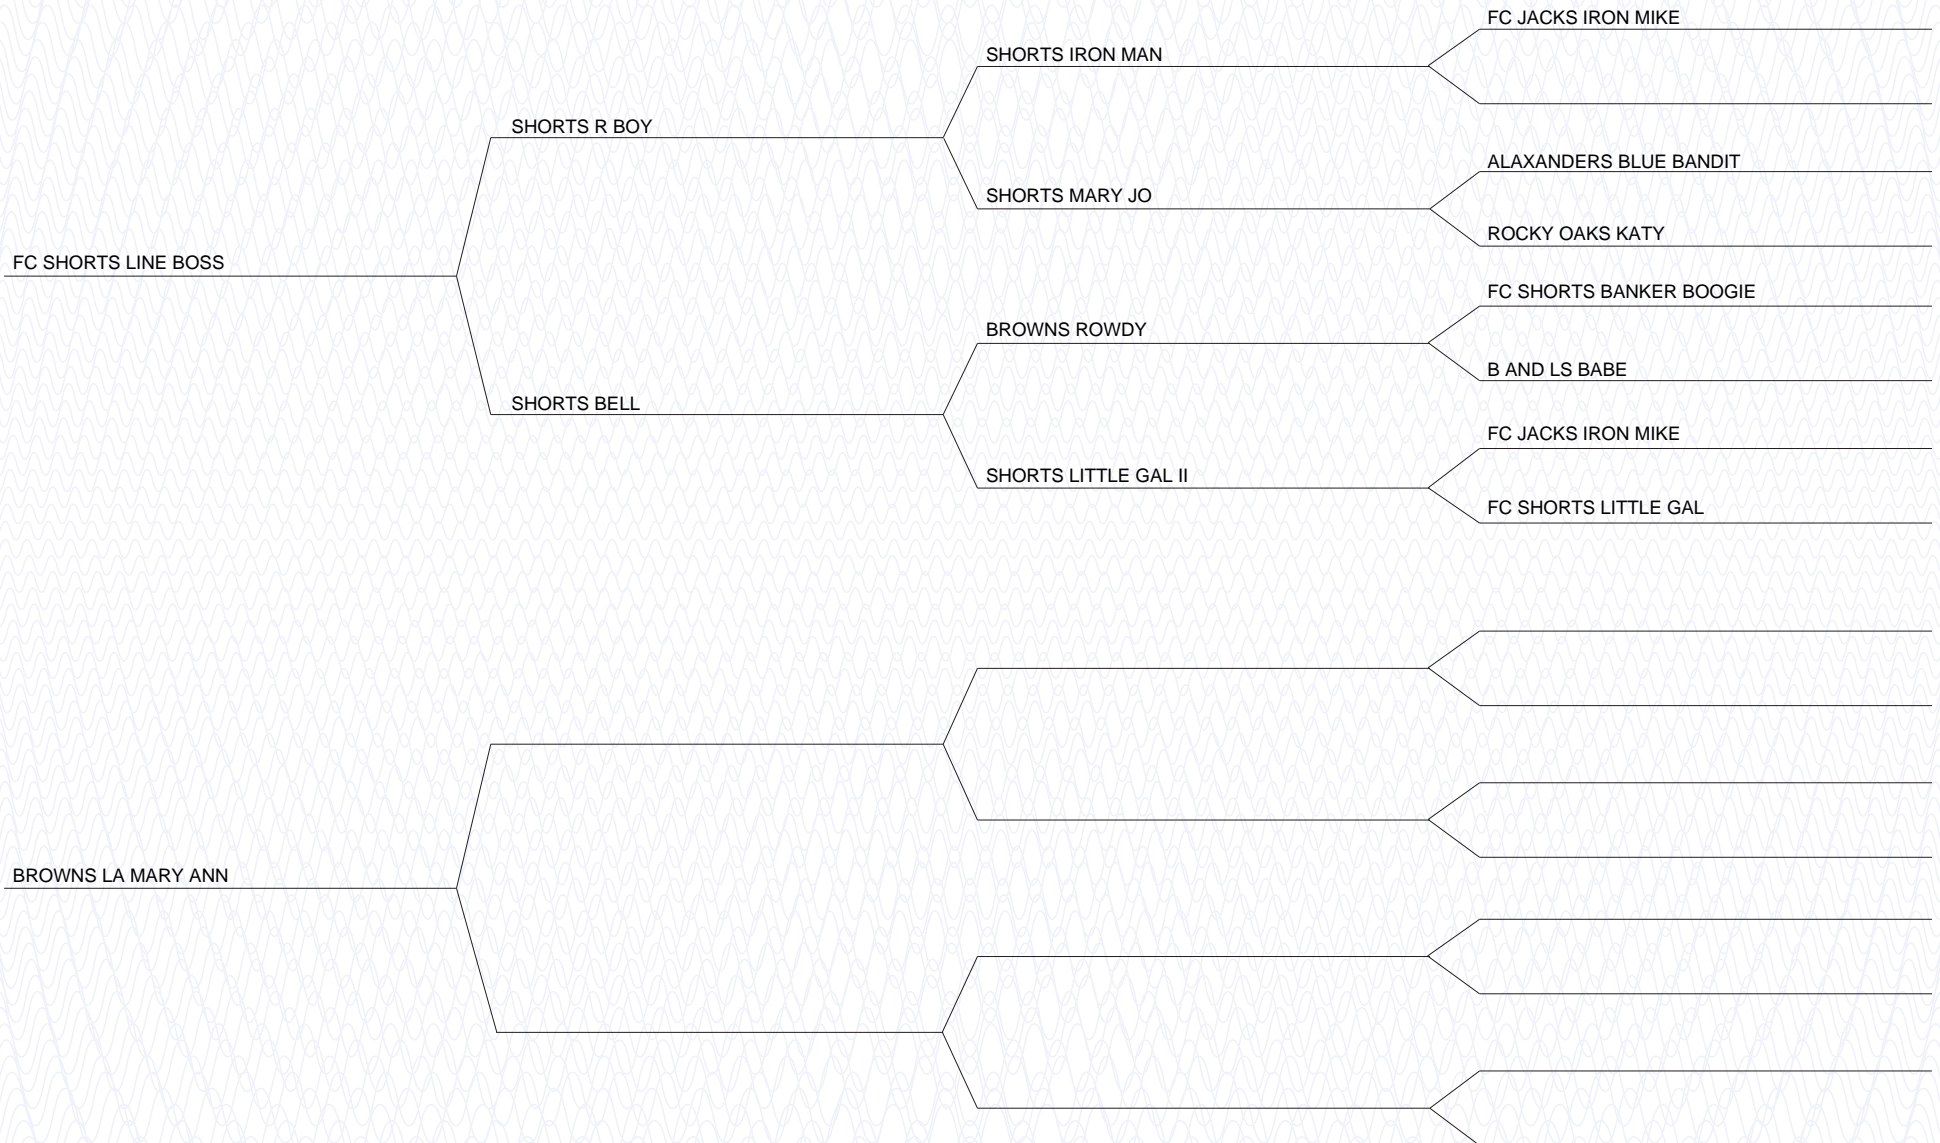 FC JACKS IRON MIKE
SHORTS IRON MAN
SHORTS R BOY
ALAXANDERS BLUE BANDIT
SHORTS MARY JO
ROCKY OAKS KATY
FC SHORTS LINE BOSS
FC SHORTS BANKER BOOGIE
BROWNS ROWDY
B AND LS BABE
SHORTS BELL
FC JACKS IRON MIKE
SHORTS LITTLE GAL II
FC SHORTS LITTLE GAL
BROWNS LA MARY ANN